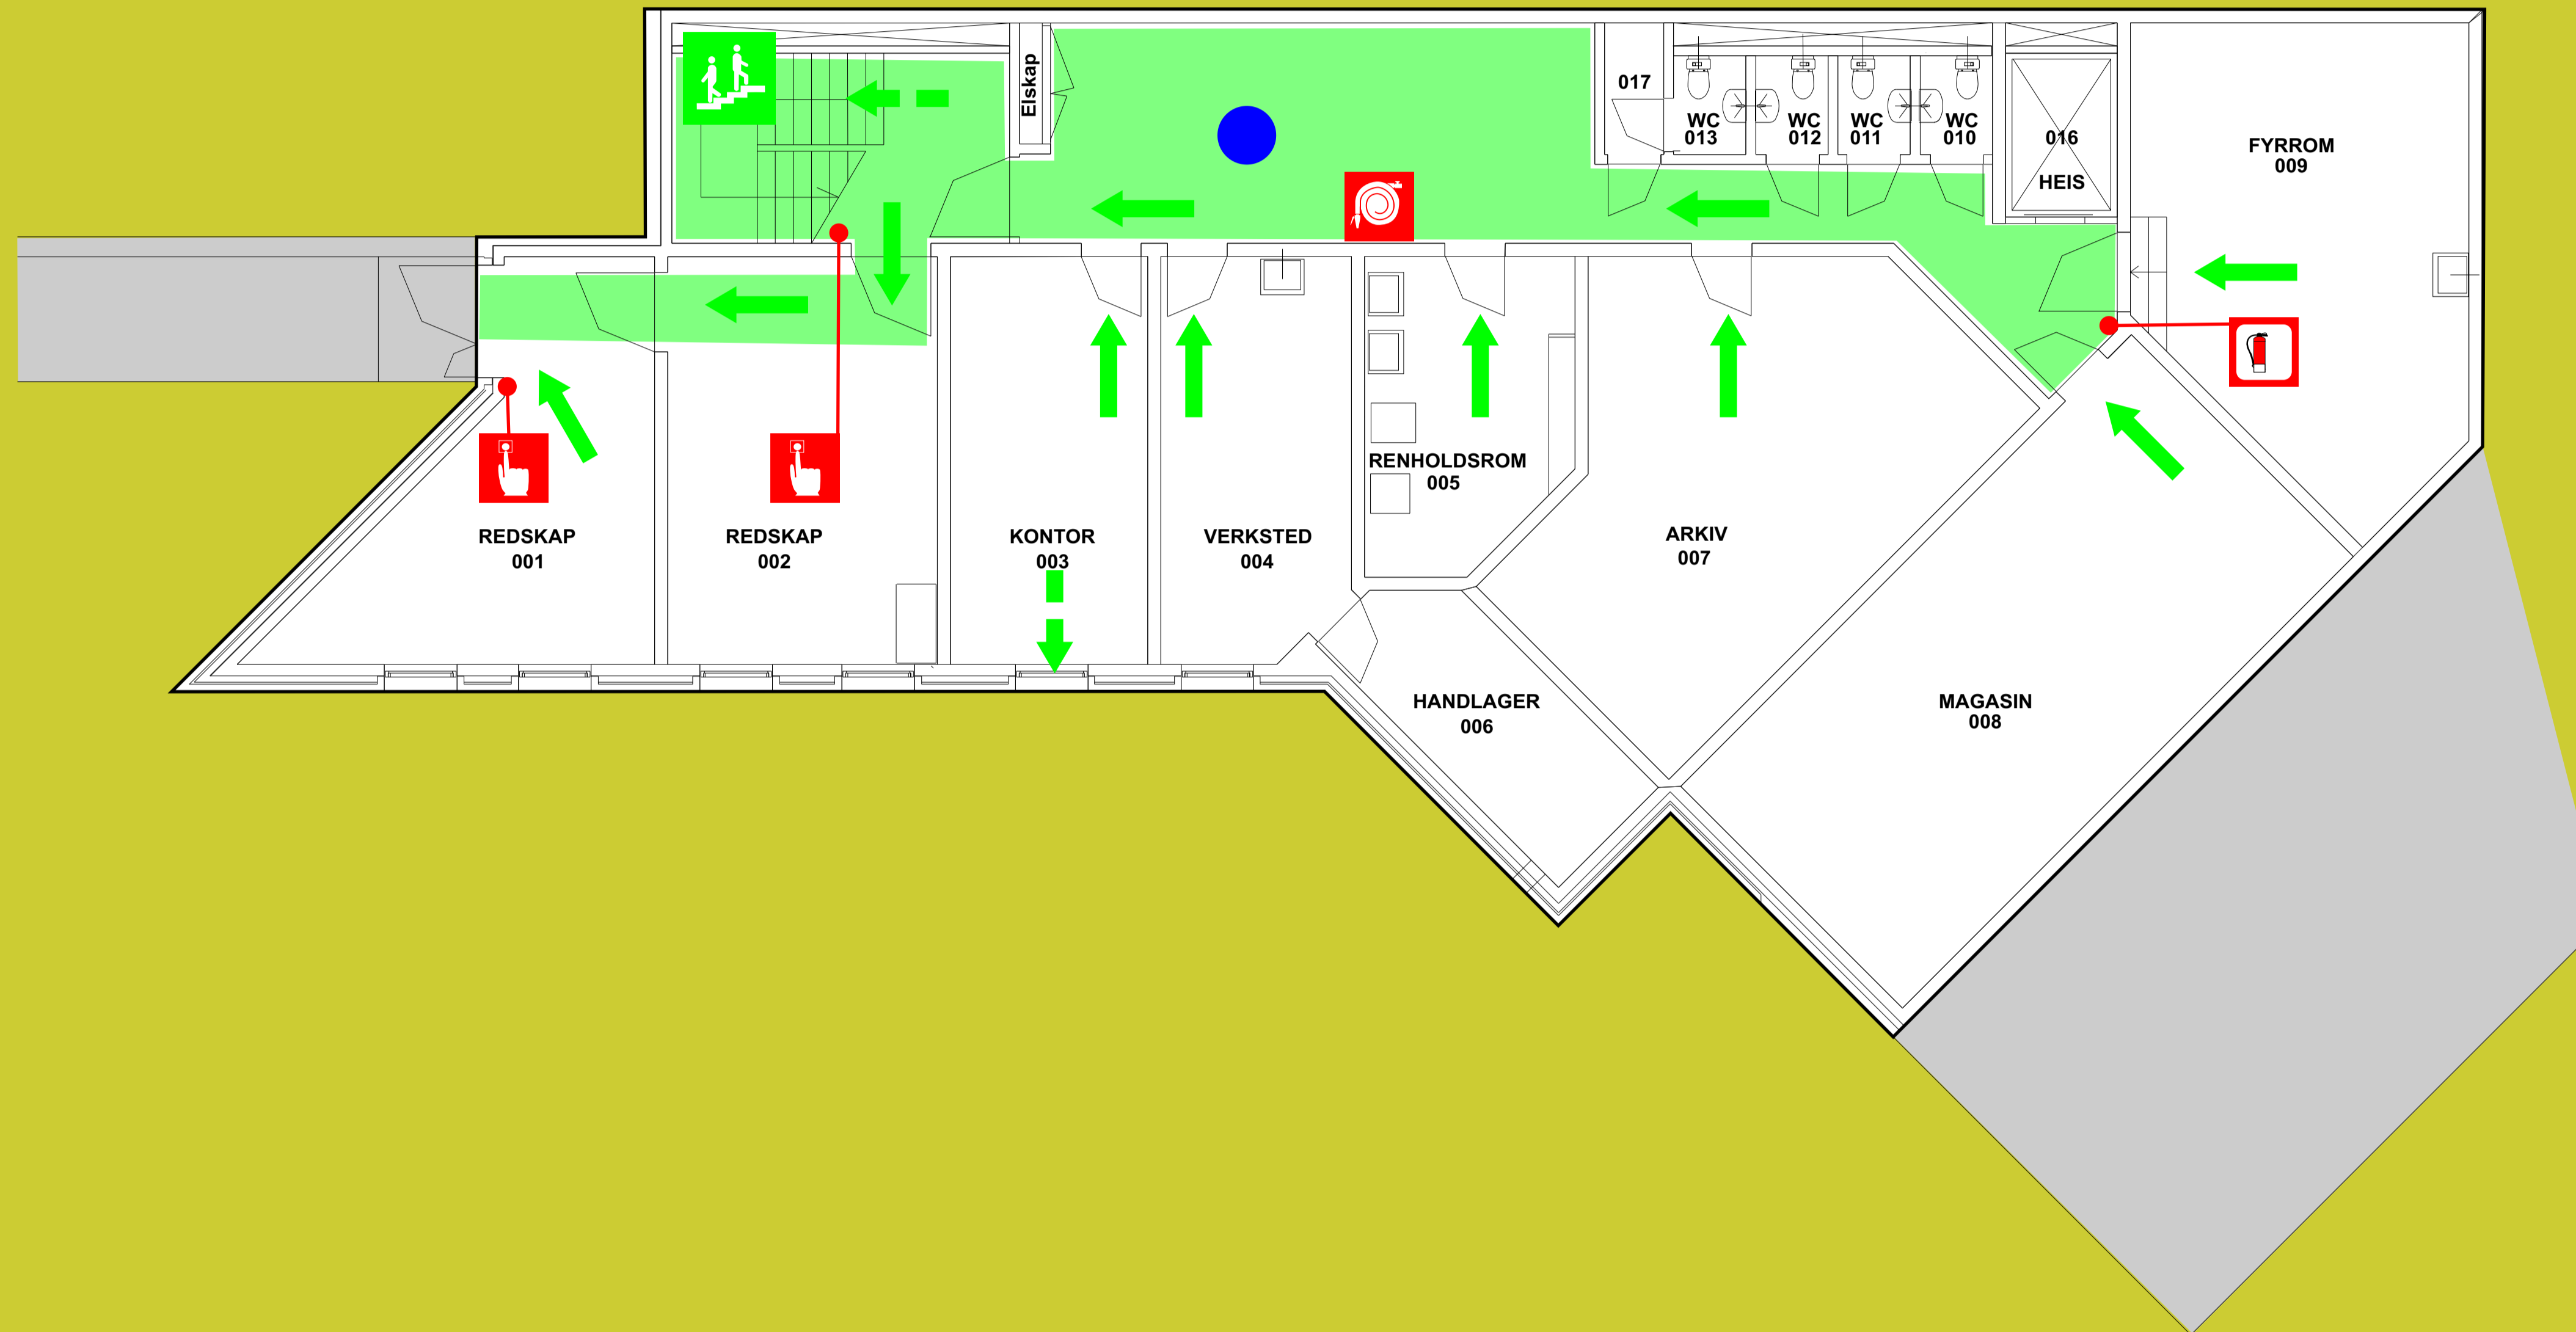 Elskap
017
WC
013
WC
012
WC
011
WC
010
016
HEIS
FYRROM
009
REDSKAP
001
REDSKAP
002
KONTOR
003
VERKSTED
004
RENHOLDSROM
005
ARKIV
007
HANDLAGER
006
MAGASIN
008